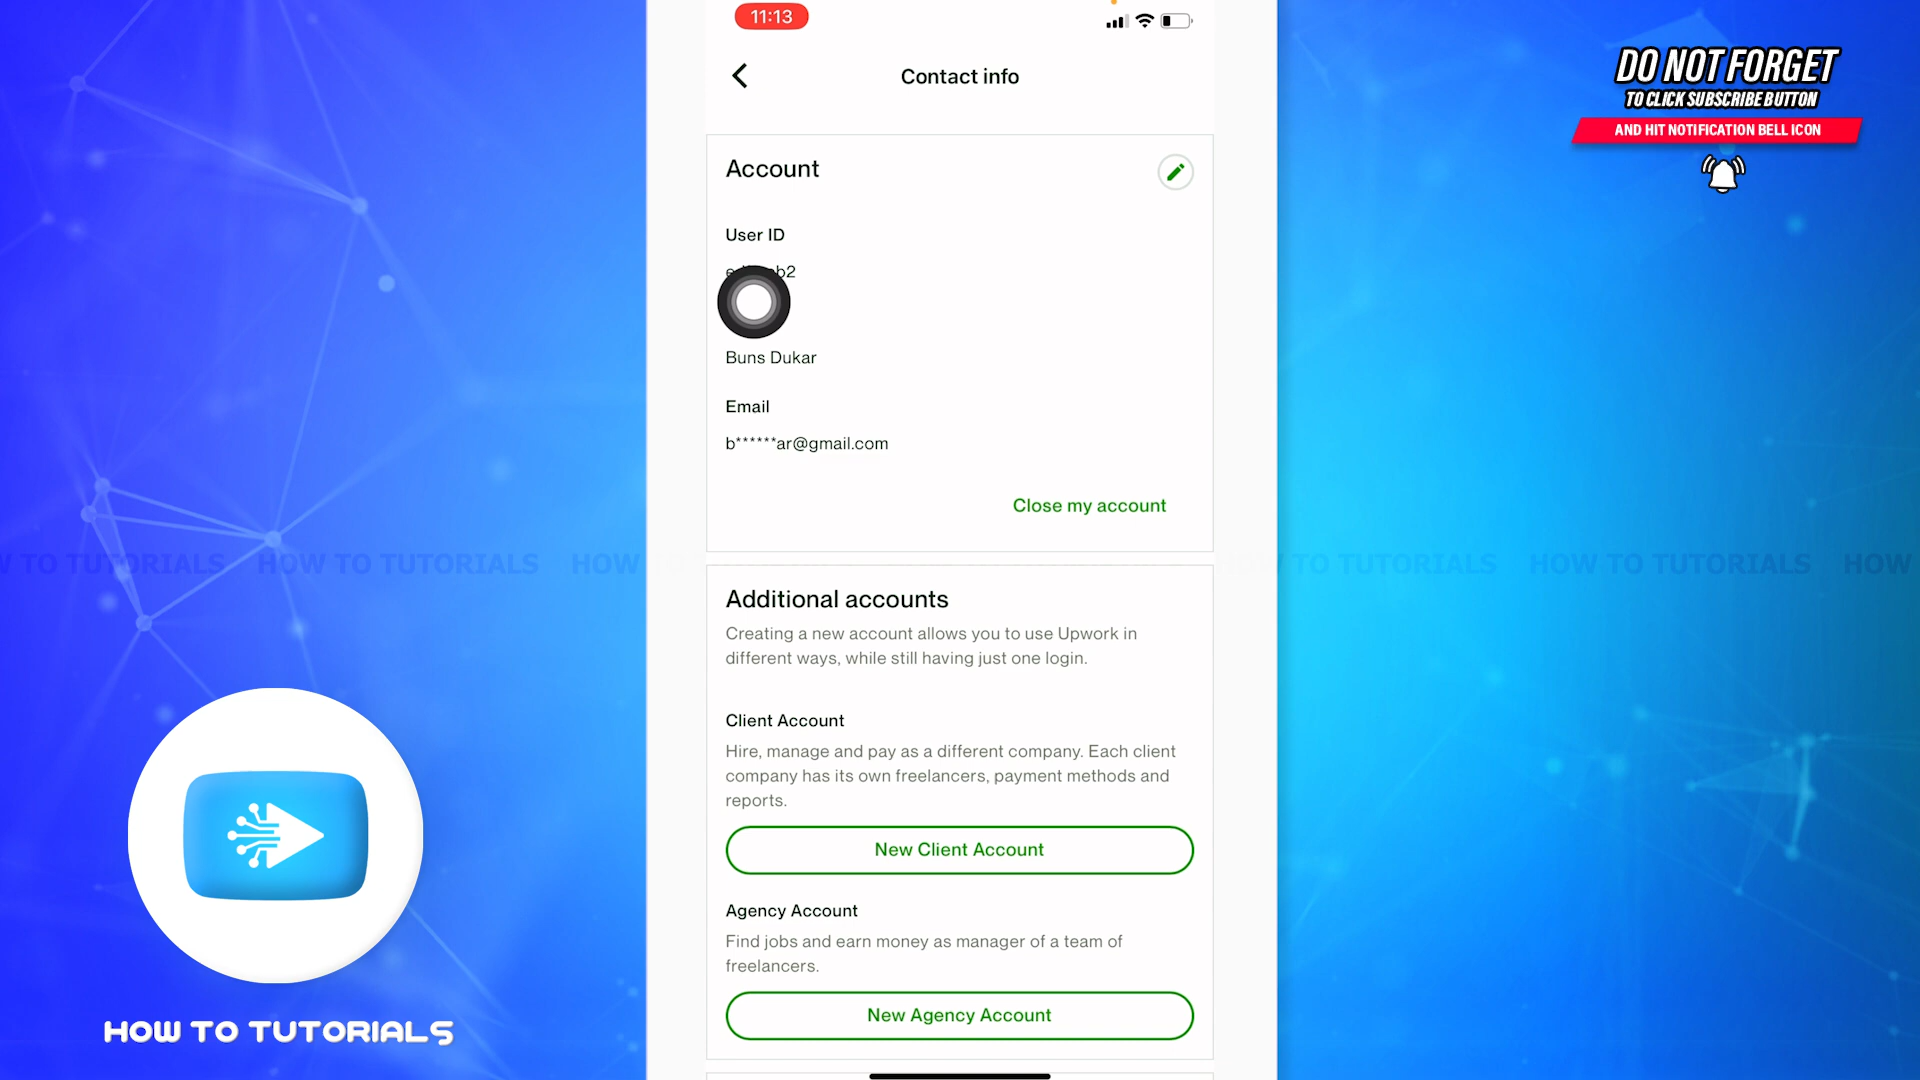 11:13
Contact info
DO NOT FORGET
TO CLICK SUBSCRIBE BUTTON
AND HIT NOTIFICATION BELL ICON
Account
User ID
Buns Dukar
Email
b******ar@gmail.com
Close my account
HOW TO TUTORIALS HOW TO TUTORIALS HOW TO TUTORIALS HOW TO TUTORIALS HOW
Additional accounts
Creating a new account allows you to use Upwork in
different ways, while still having just one login.
Client Account
Hire, manage and pay as a different company. Each client
company has its own freelancers, payment methods and
reports.
New Client Account
Agency Account
Find jobs and earn money as manager of a team of
freelancers.
New Agency Account
HOW TO TUTORIALS